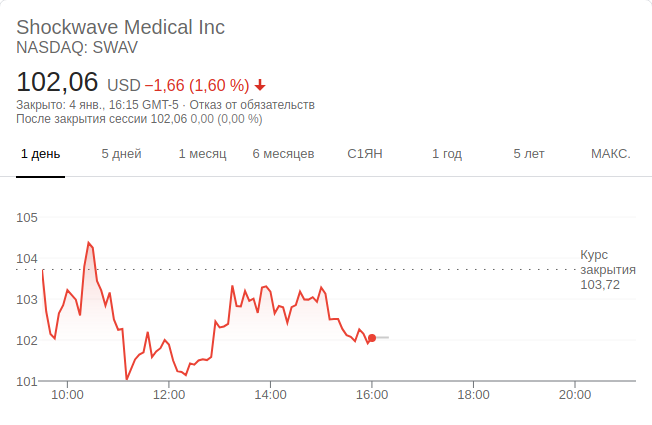 Shockwave Medical Inc
NASDAQ: SWAV
102,06 USD −1,66 (1,60 %)
Закрыто: 4 янв., 16:15 GMT-5 · Отказ от обязательств
После закрытия сессии 102,06 0,00 (0,00 %)
1 день 5 дней 1 месяц 6 месяцев С1ЯН 1 год 5 лет МАКС.
105
104
103
102
101
Курс
закрытия
103,72
10:00 12:00 14:00 16:00 18:00 20:00